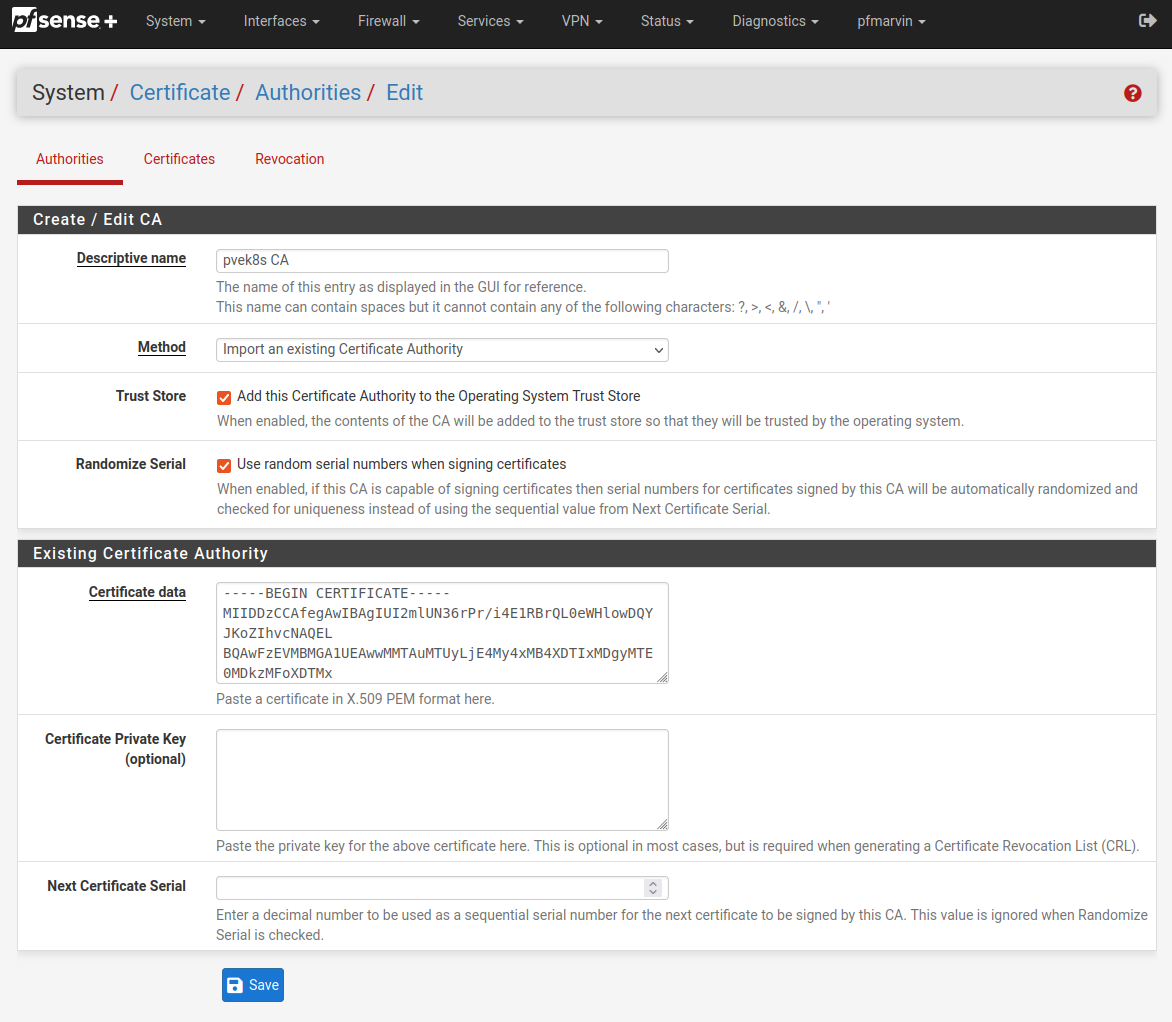 pfsense +
System
Interfaces
Firewall
Services
VPN
Status
Diagnostics
pfmarvin
System / Certificate / Authorities / Edit
?
Authorities
Certificates
Revocation
Create / Edit CA
Descriptive name
pvek8s CA
The name of this entry as displayed in the GUI for reference.
This name can contain spaces but it cannot contain any of the following characters: ?, >, <, &, /, \, ", '
Method
Import an existing Certificate Authority
Trust Store
Add this Certificate Authority to the Operating System Trust Store
When enabled, the contents of the CA will be added to the trust store so that they will be trusted by the operating system.
Randomize Serial
Use random serial numbers when signing certificates
When enabled, if this CA is capable of signing certificates then serial numbers for certificates signed by this CA will be automatically randomized and
checked for uniqueness instead of using the sequential value from Next Certificate Serial.
Existing Certificate Authority
Certificate data
-----BEGIN CERTIFICATE-----
MIIDDzCCAfegAwIBAgIUI2mlUN36rPr/i4E1RBrQL0eWHlowDQY
JKoZIhvcNAQEL
BQAwFzEVMBMGA1UEAwwMMTAuMTUyLjE4My4xMB4XDTIxMDgyMTE
0MDkzMFoXDTMx
Paste a certificate in X.509 PEM format here.
Certificate Private Key
(optional)
Paste the private key for the above certificate here. This is optional in most cases, but is required when generating a Certificate Revocation List (CRL).
Next Certificate Serial
Enter a decimal number to be used as a sequential serial number for the next certificate to be signed by this CA. This value is ignored when Randomize
Serial is checked.
Save